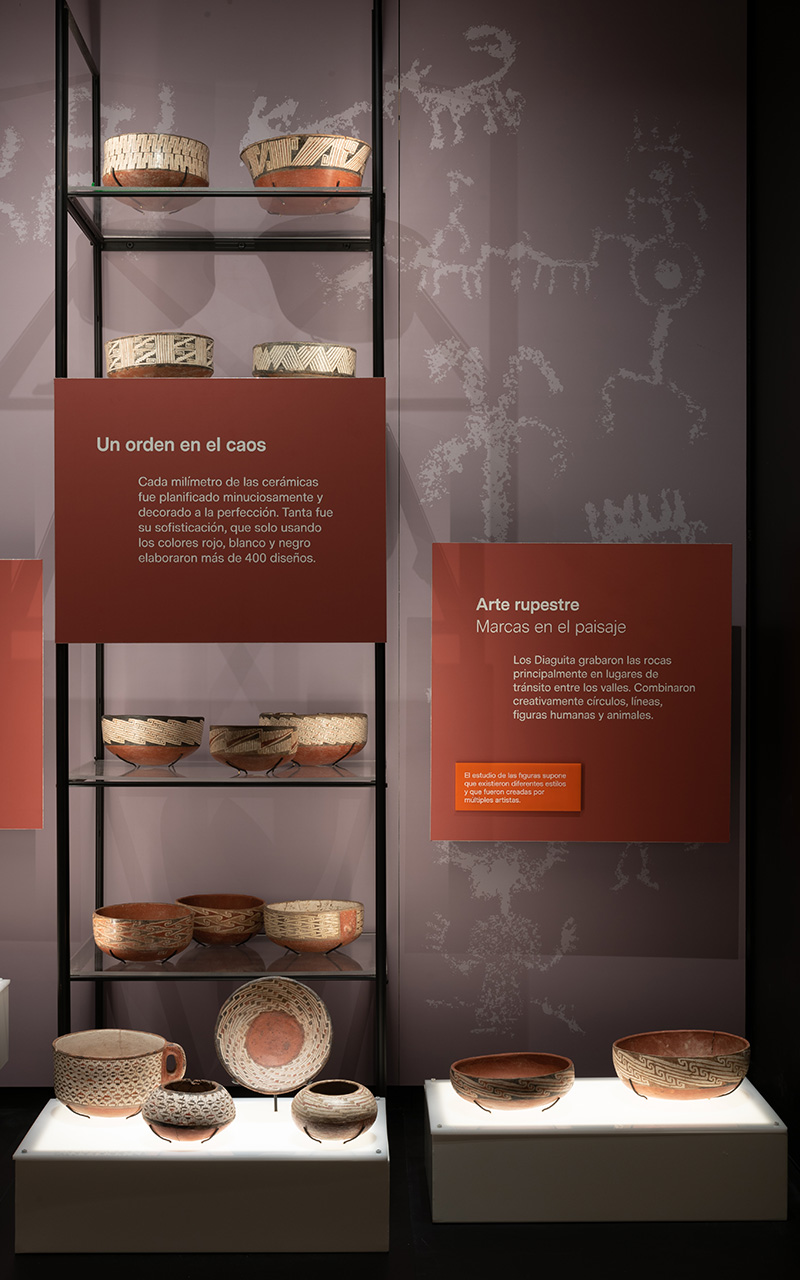 Un orden en el caos
Cada milímetro de las cerámicas
fue planificado minuciosamente y
decorado a la perfección. Tanta fue
su sofisticación, que solo usando
los colores rojo, blanco y negro
elaboraron más de 400 diseños.
Arte rupestre
Marcas en el paisaje
Los Diaguita grabaron las rocas
principalmente en lugares de
tránsito entre los valles. Combinaron
creativamente círculos, líneas,
figuras humanas y animales.
El estudio de las figuras supone
que existieron diferentes estilos
y que fueron creadas por
múltiples artistas.